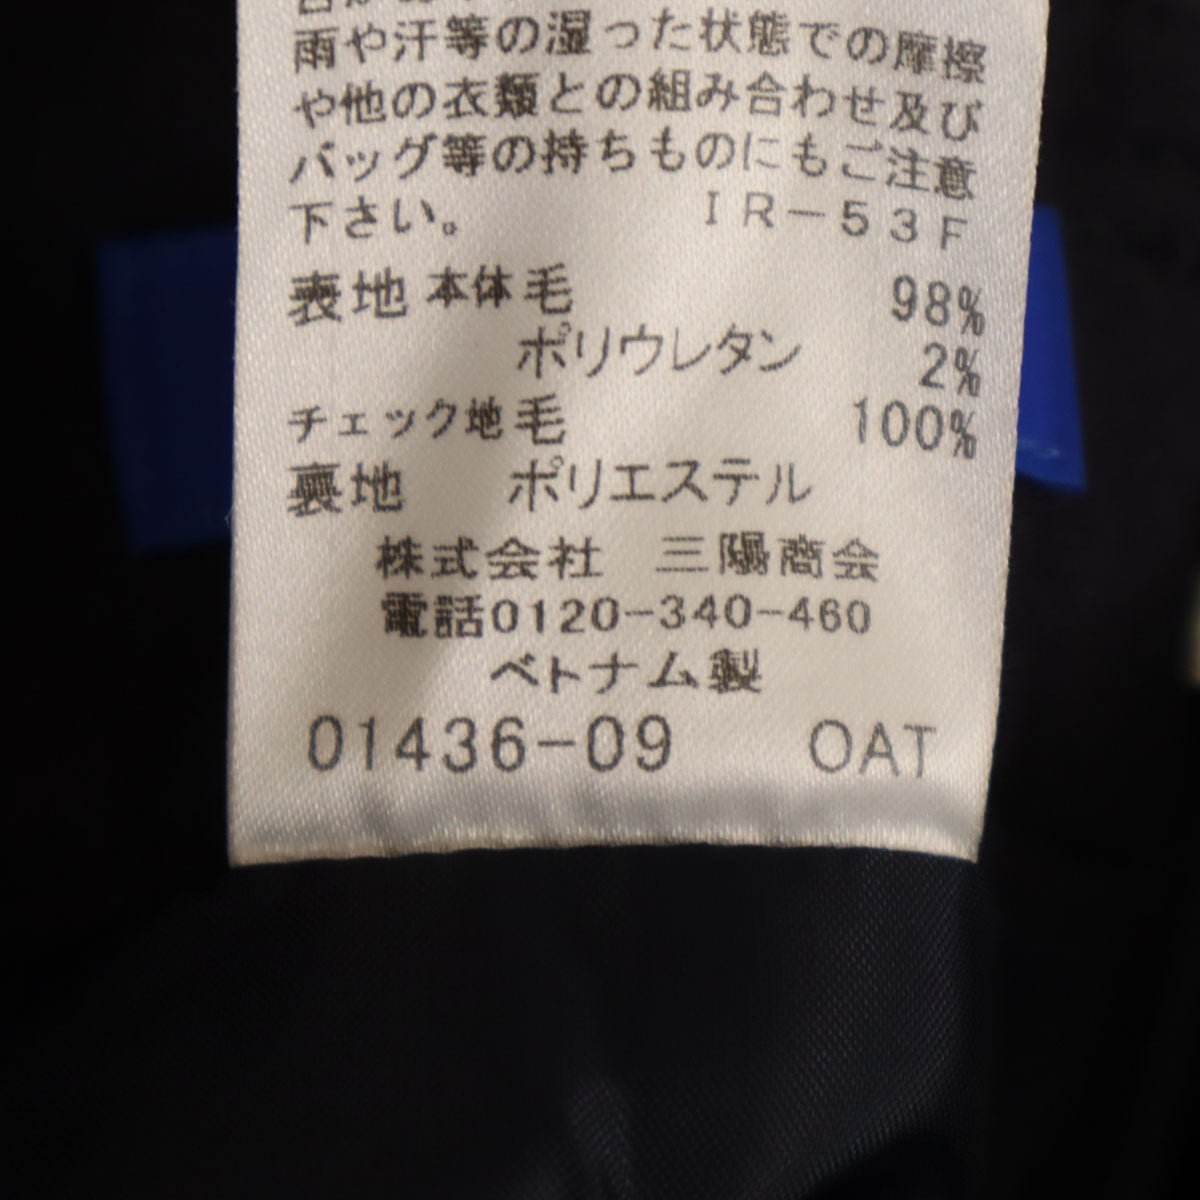 雨や汗等の湿った状態での摩擦
や他の衣類との組み合わせ及び
バッグ等の持ちものにもご注意
下さい。 IR-53F
表地 本体 毛 98%
ポリウレタン 2%
チェック地 毛 100%
裏地 ポリエステル
株式会社 三陽商会
電話0120-340-460
ベトナム製
01436-09 OAT